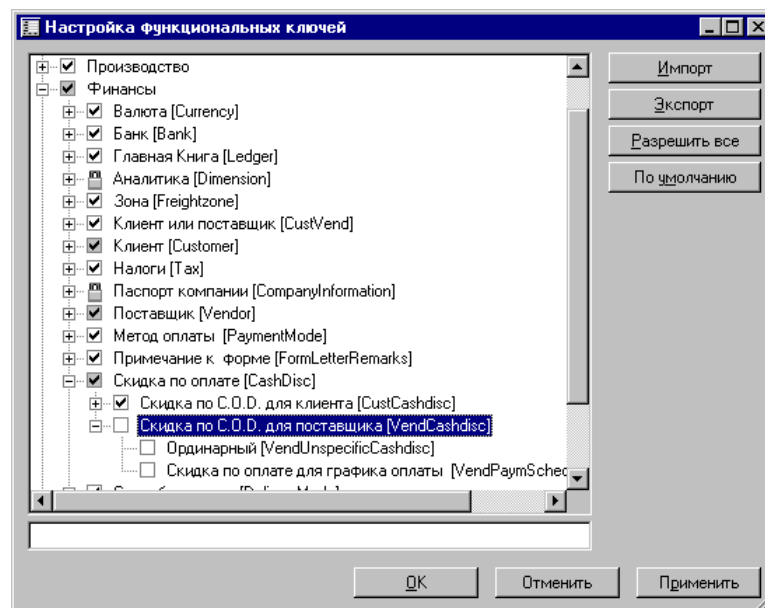 Настройка функциональных ключей
Производство
Финансы
Валюта [Currency]
Банк [Bank]
Главная Книга [Ledger]
Аналитика [Dimension]
Зона [Freightzone]
Клиент или поставщик [CustVend]
Клиент [Customer]
Налоги [Tax]
Паспорт компании [CompanyInformation]
Поставщик [Vendor]
Метод оплаты [PaymentMode]
Примечание к форме [FormLetterRemarks]
Скидка по оплате [CashDisc]
Скидка по C.O.D. для клиента [CustCashdisc]
Скидка по C.O.D. для поставщика [VendCashdisc]
Ординарный [VendUnspecificCashdisc]
Скидка по оплате для графика оплаты [VendPaymSched
Импорт
Экспорт
Разрешить все
По умолчанию
OK
Отменить
Применить